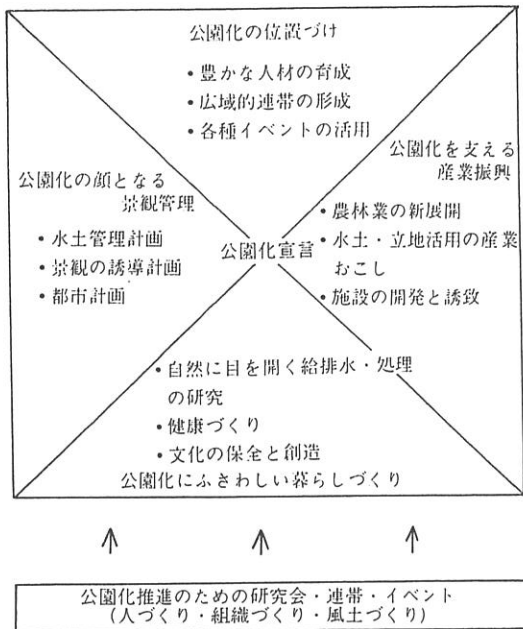 公園化の位置づけ
• 豊かな人材の育成
• 広域的連帯の形成
• 各種イベントの活用
公園化の顔となる
景観管理
• 水土管理計画
• 景観の誘導計画
• 都市計画
公園化宣言
公園化を支える
産業振興
• 農林業の新展開
• 水土・立地活用の産業
おこし
• 施設の開発と誘致
• 自然に目を開く給排水・処理
の研究
• 健康づくり
• 文化の保全と創造
公園化にふさわしい暮らしづくり
公園化推進のための研究会・連帯・イベント
(人づくり・組織づくり・風土づくり)